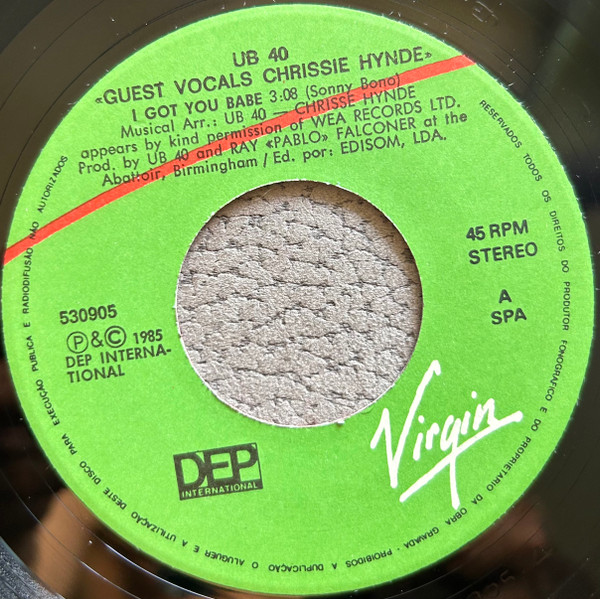 UB 40
«GUEST VOCALS CHRISSIE HYNDE»
I GOT YOU BABE 3:08 (Sonny Bono)
Musical Arr.: UB 40 — CHRISSE HYNDE
appears by kind permission of WEA RECORDS LTD.
Prod. by UB 40 and RAY «PABLO» FALCONER at the
Abattoir, Birmingham / Ed. por: EDISOM, LDA.
45 RPM
STEREO
A
SPA
530905
Ⓟ&© 1985
DEP INTERNA-
TIONAL
DEP
INTERNATIONAL
Virgin
RESERVADOS TODOS OS DIREITOS DO PRODUTOR FONOGRAFICO E DO PROPRIETARIO DA OBRA GRAVADA - PROIBIDOS A DUPLICAÇÃO O ALUGUER E A UTILIZAÇÃO DESTE DISCO PARA EXECUÇÃO PUBLICA E RADIODIFUSÃO NÃO AUTORIZADOS